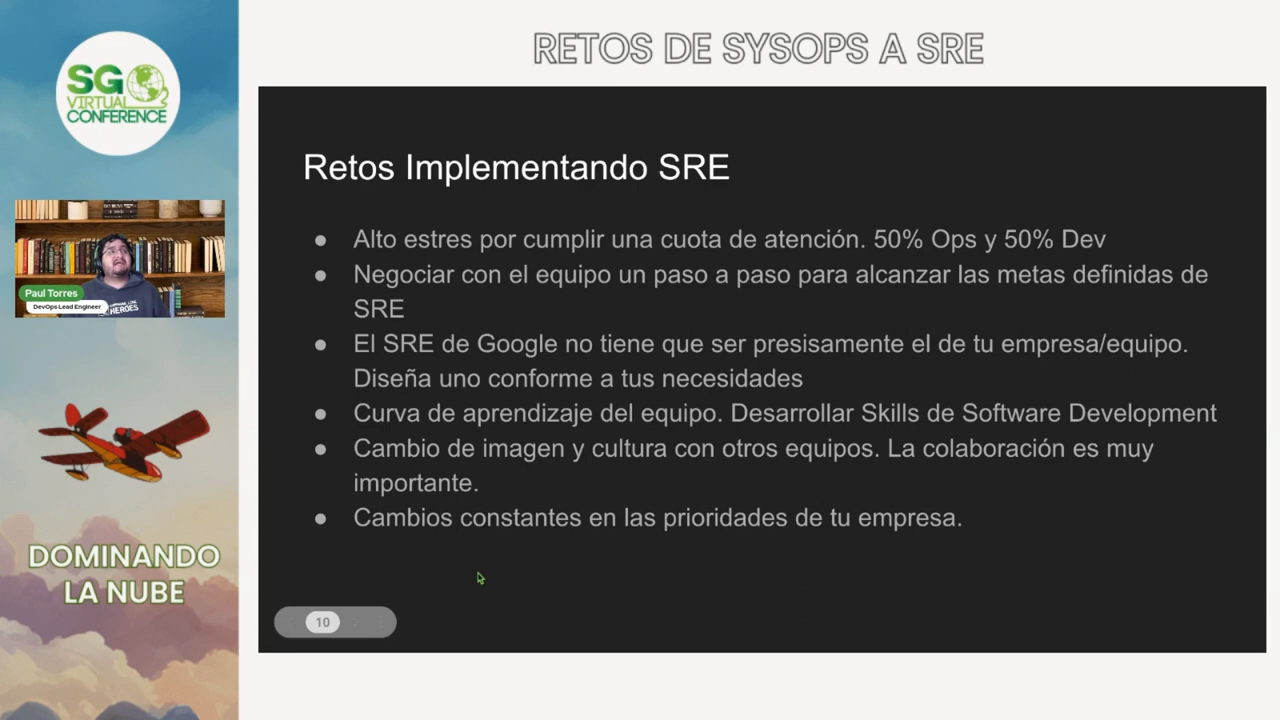 SG
VIRTUAL
CONFERENCE
RETOS DE SYSOPS A SRE
Retos Implementando SRE
● Alto estres por cumplir una cuota de atención. 50% Ops y 50% Dev
● Negociar con el equipo un paso a paso para alcanzar las metas definidas de
SRE
● El SRE de Google no tiene que ser presisamente el de tu empresa/equipo.
Diseña uno conforme a tus necesidades
● Curva de aprendizaje del equipo. Desarrollar Skills de Software Development
● Cambio de imagen y cultura con otros equipos. La colaboración es muy
importante.
● Cambios constantes en las prioridades de tu empresa.
10
Paul Torres
DevOps Lead Engineer
HEROES
DOMINANDO
LA NUBE